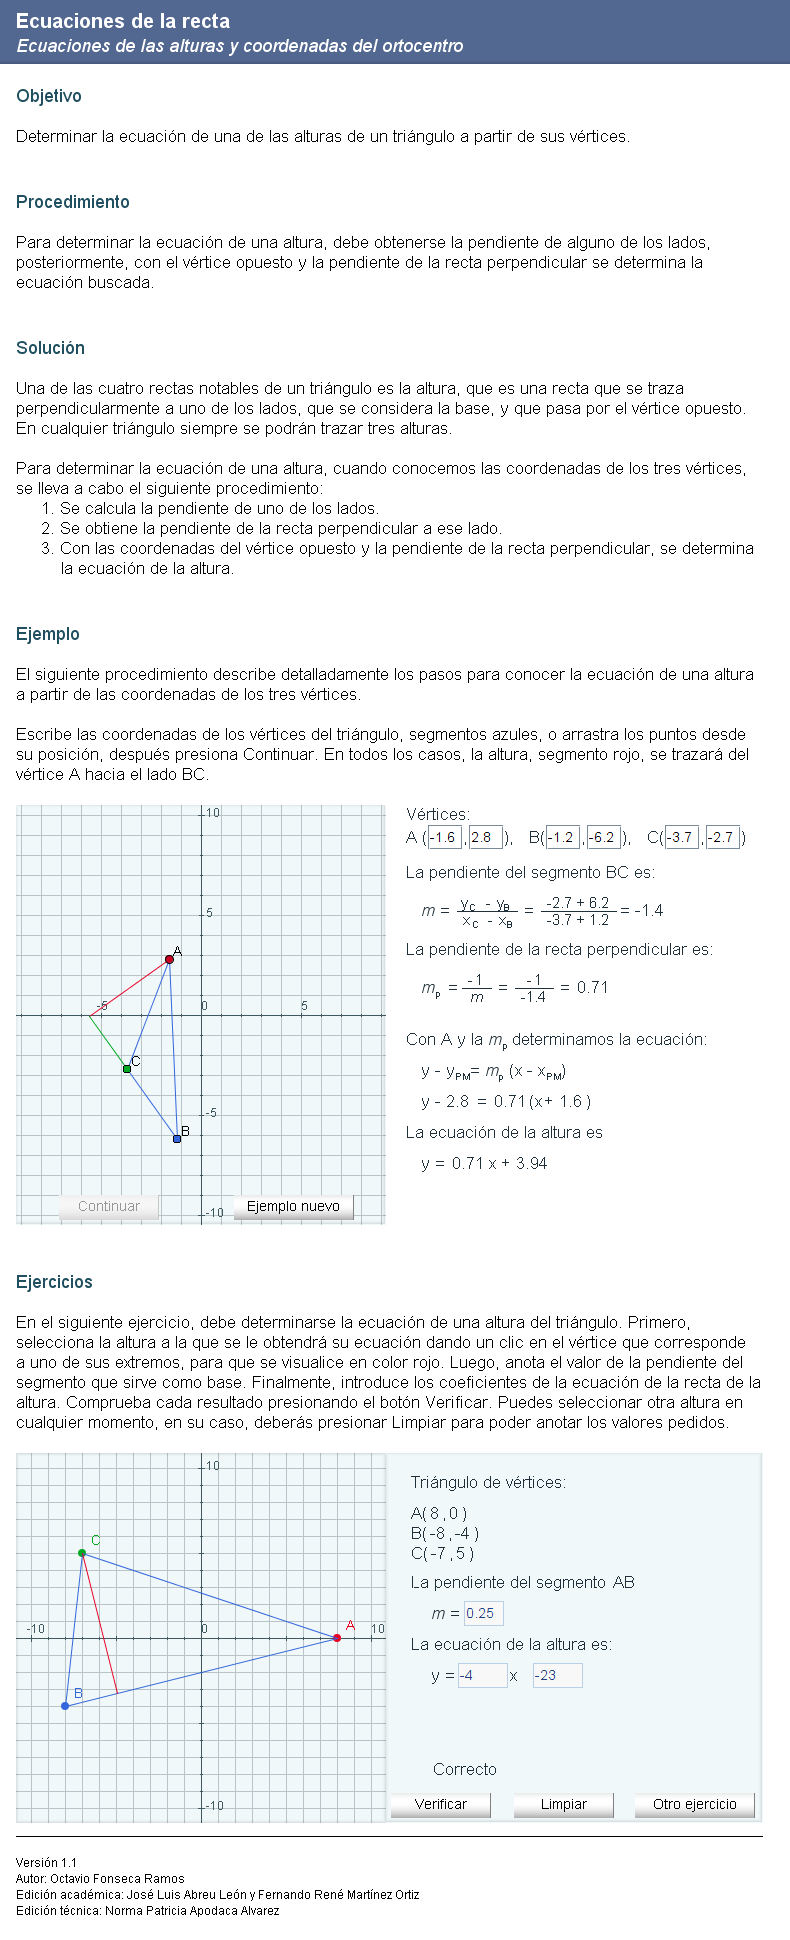 Ecuaciones de la recta
Ecuaciones de las alturas y coordenadas del ortocentro
Objetivo
Determinar la ecuación de una de las alturas de un triángulo a partir de sus vértices.
Procedimiento
Para determinar la ecuación de una altura, debe obtenerse la pendiente de alguno de los lados,
posteriormente, con el vértice opuesto y la pendiente de la recta perpendicular se determina la
ecuación buscada.
Solución
Una de las cuatro rectas notables de un triángulo es la altura, que es una recta que se traza
perpendicularmente a uno de los lados, que se considera la base, y que pasa por el vértice opuesto.
En cualquier triángulo siempre se podrán trazar tres alturas.
Para determinar la ecuación de una altura, cuando conocemos las coordenadas de los tres vértices,
se lleva a cabo el siguiente procedimiento:
1. Se calcula la pendiente de uno de los lados.
2. Se obtiene la pendiente de la recta perpendicular a ese lado.
3. Con las coordenadas del vértice opuesto y la pendiente de la recta perpendicular, se determina
la ecuación de la altura.
Ejemplo
El siguiente procedimiento describe detalladamente los pasos para conocer la ecuación de una altura
a partir de las coordenadas de los tres vértices.
Escribe las coordenadas de los vértices del triángulo, segmentos azules, o arrastra los puntos desde
su posición, después presiona Continuar. En todos los casos, la altura, segmento rojo, se trazará del
vértice A hacia el lado BC.
10
5
A
-5
0
5
C
-5
B
-10
Continuar
Ejemplo nuevo
Vértices:
A (-1.6 , 2.8 ), B( -1.2 , -6.2 ), C( -3.7 , -2.7 )
La pendiente del segmento BC es:
m = (yC - yB) / (xC - xB) = (-2.7 + 6.2) / (-3.7 + 1.2) = -1.4
La pendiente de la recta perpendicular es:
mp = -1 / m = -1 / -1.4 = 0.71
Con A y la mp determinamos la ecuación:
y - yPM= mp (x - xPM)
y - 2.8 = 0.71 (x+ 1.6 )
La ecuación de la altura es
y = 0.71 x + 3.94
Ejercicios
En el siguiente ejercicio, debe determinarse la ecuación de una altura del triángulo. Primero,
selecciona la altura a la que se le obtendrá su ecuación dando un clic en el vértice que corresponde
a uno de sus extremos, para que se visualice en color rojo. Luego, anota el valor de la pendiente del
segmento que sirve como base. Finalmente, introduce los coeficientes de la ecuación de la recta de la
altura. Comprueba cada resultado presionando el botón Verificar. Puedes seleccionar otra altura en
cualquier momento, en su caso, deberás presionar Limpiar para poder anotar los valores pedidos.
10
C
-10
0
A
10
B
-10
Triángulo de vértices:
A( 8 , 0 )
B( -8 , -4 )
C( -7 , 5 )
La pendiente del segmento AB
m = 0.25
La ecuación de la altura es:
y = -4 x -23
Correcto
Verificar
Limpiar
Otro ejercicio
Versión 1.1
Autor: Octavio Fonseca Ramos
Edición académica: José Luis Abreu León y Fernando René Martínez Ortiz
Edición técnica: Norma Patricia Apodaca Alvarez